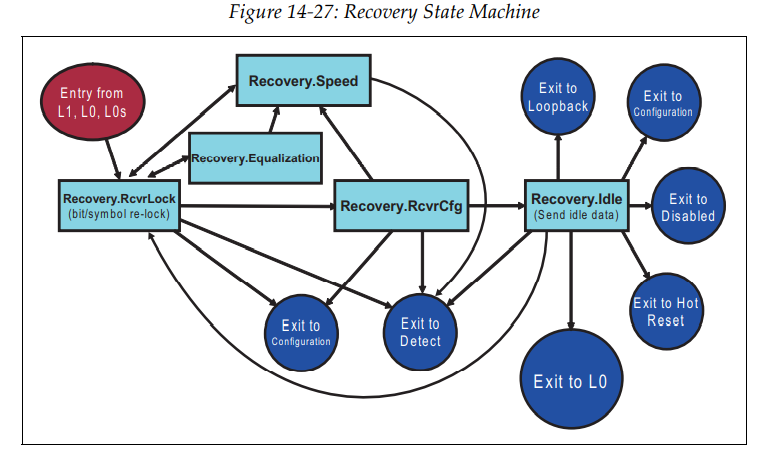 Figure 14-27: Recovery State Machine
Entry from
L1, L0, L0s
Recovery.Speed
Recovery.Equalization
Recovery.RcvrLock
(bit/symbol re-lock)
Recovery.RcvrCfg
Recovery.Idle
(Send idle data)
Exit to
Loopback
Exit to
Configuration
Exit to
Disabled
Exit to Hot
Reset
Exit to L0
Exit to
Detect
Exit to
Configuration